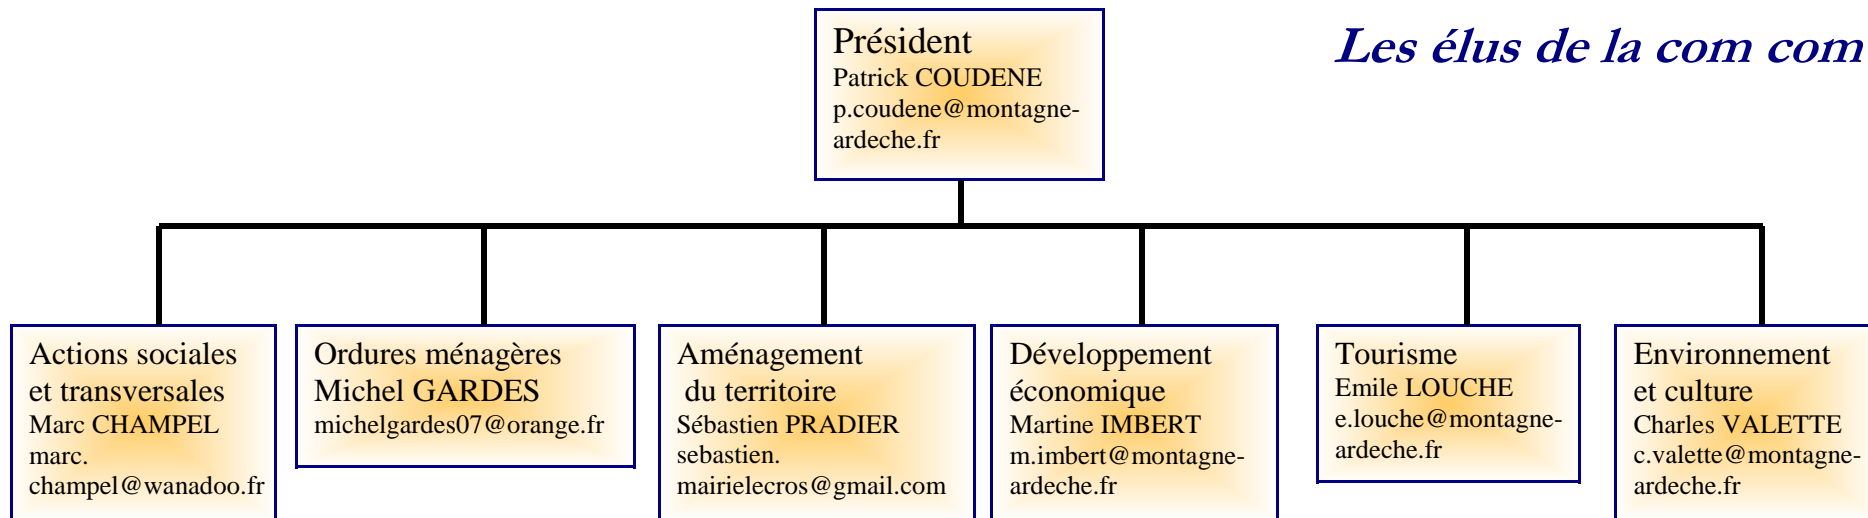 Les élus de la com com
Président
Patrick COUDENE
p.coudene@montagne-
ardeche.fr
Actions sociales
et transversales
Marc CHAMPEL
marc.
champel@wanadoo.fr
Ordures ménagères
Michel GARDES
michelgardes07@orange.fr
Aménagement
du territoire
Sébastien PRADIER
sebastien.
mairielecros@gmail.com
Développement
économique
Martine IMBERT
m.imbert@montagne-
ardeche.fr
Tourisme
Emile LOUCHE
e.louche@montagne-
ardeche.fr
Environnement
et culture
Charles VALETTE
c.valette@montagne-
ardeche.fr